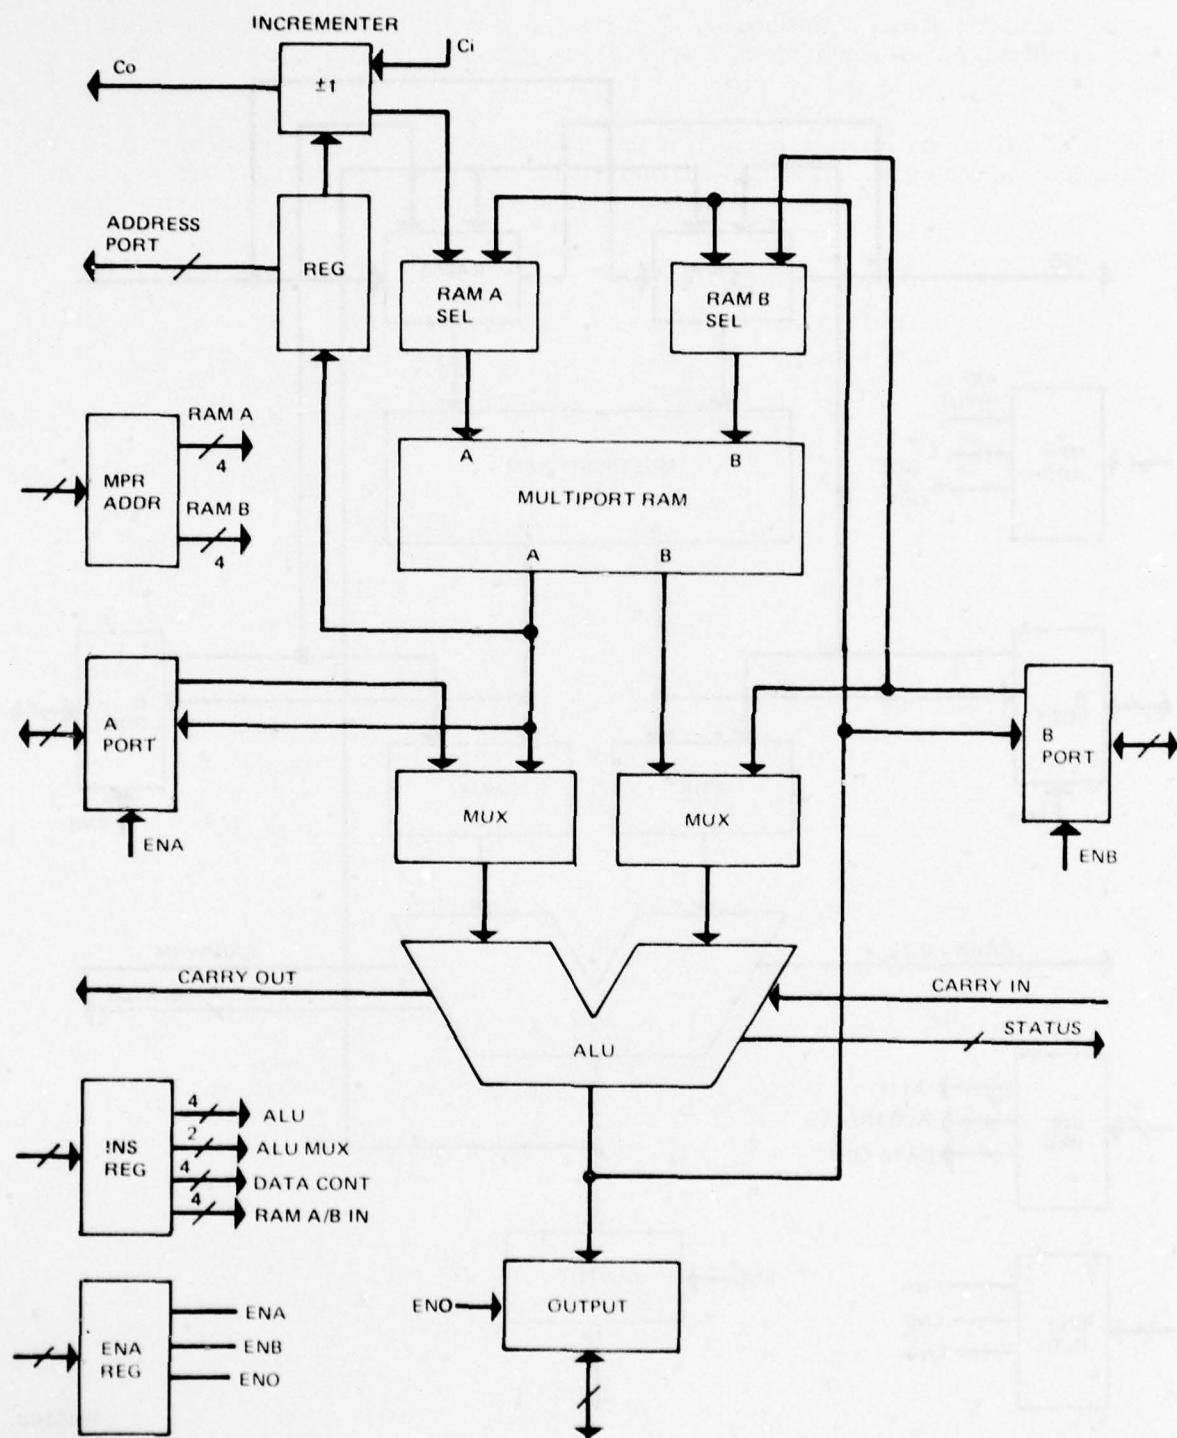 INCREMENTER
Co
±1
Ci
ADDRESS
PORT
REG
RAM A
SEL
RAM B
SEL
MPR
ADDR
RAM A
4
RAM B
4
A
B
MULTIPORT RAM
A
B
A
PORT
ENA
MUX
MUX
B
PORT
ENB
CARRY OUT
CARRY IN
STATUS
ALU
INS
REG
4
ALU
2
ALU MUX
4
DATA CONT
4
RAM A/B IN
ENA
REG
ENA
ENB
ENO
ENO
OUTPUT